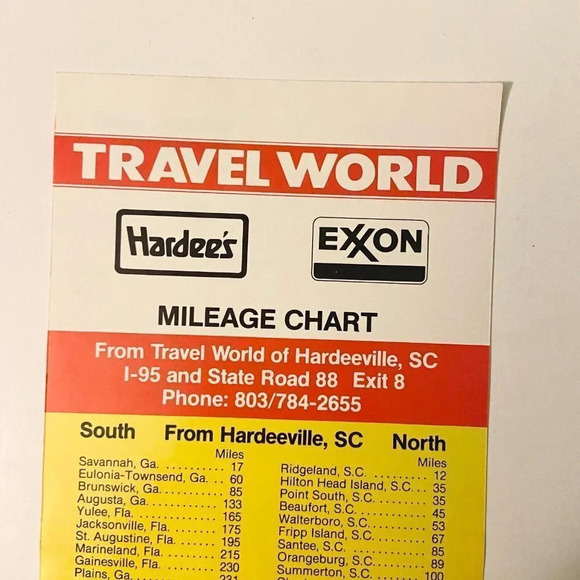 TRAVEL WORLD
Hardee's
EXXON
MILEAGE CHART
From Travel World of Hardeeville, SC
I-95 and State Road 88 Exit 8
Phone: 803/784-2655
South From Hardeeville, SC North
Miles
Savannah, Ga. .......... 17
Eulonia-Townsend, Ga. .. 60
Brunswick, Ga. ......... 85
Augusta, Ga. ........... 133
Yulee, Fla. ............ 165
Jacksonville, Fla. ..... 175
St. Augustine, Fla. .... 195
Marineland, Fla. ....... 215
Gainesville, Fla. ...... 230
Plains, Ga. ............ 231
Miles
Ridgeland, S.C. ........ 12
Hilton Head Island, S.C. . 35
Point South, S.C. ...... 35
Beaufort, S.C. ......... 45
Walterboro, S.C. ....... 53
Fripp Island, S.C. ..... 67
Santee, S.C. ........... 85
Orangeburg, S.C. ....... 89
Summerton, S.C. ........ 100